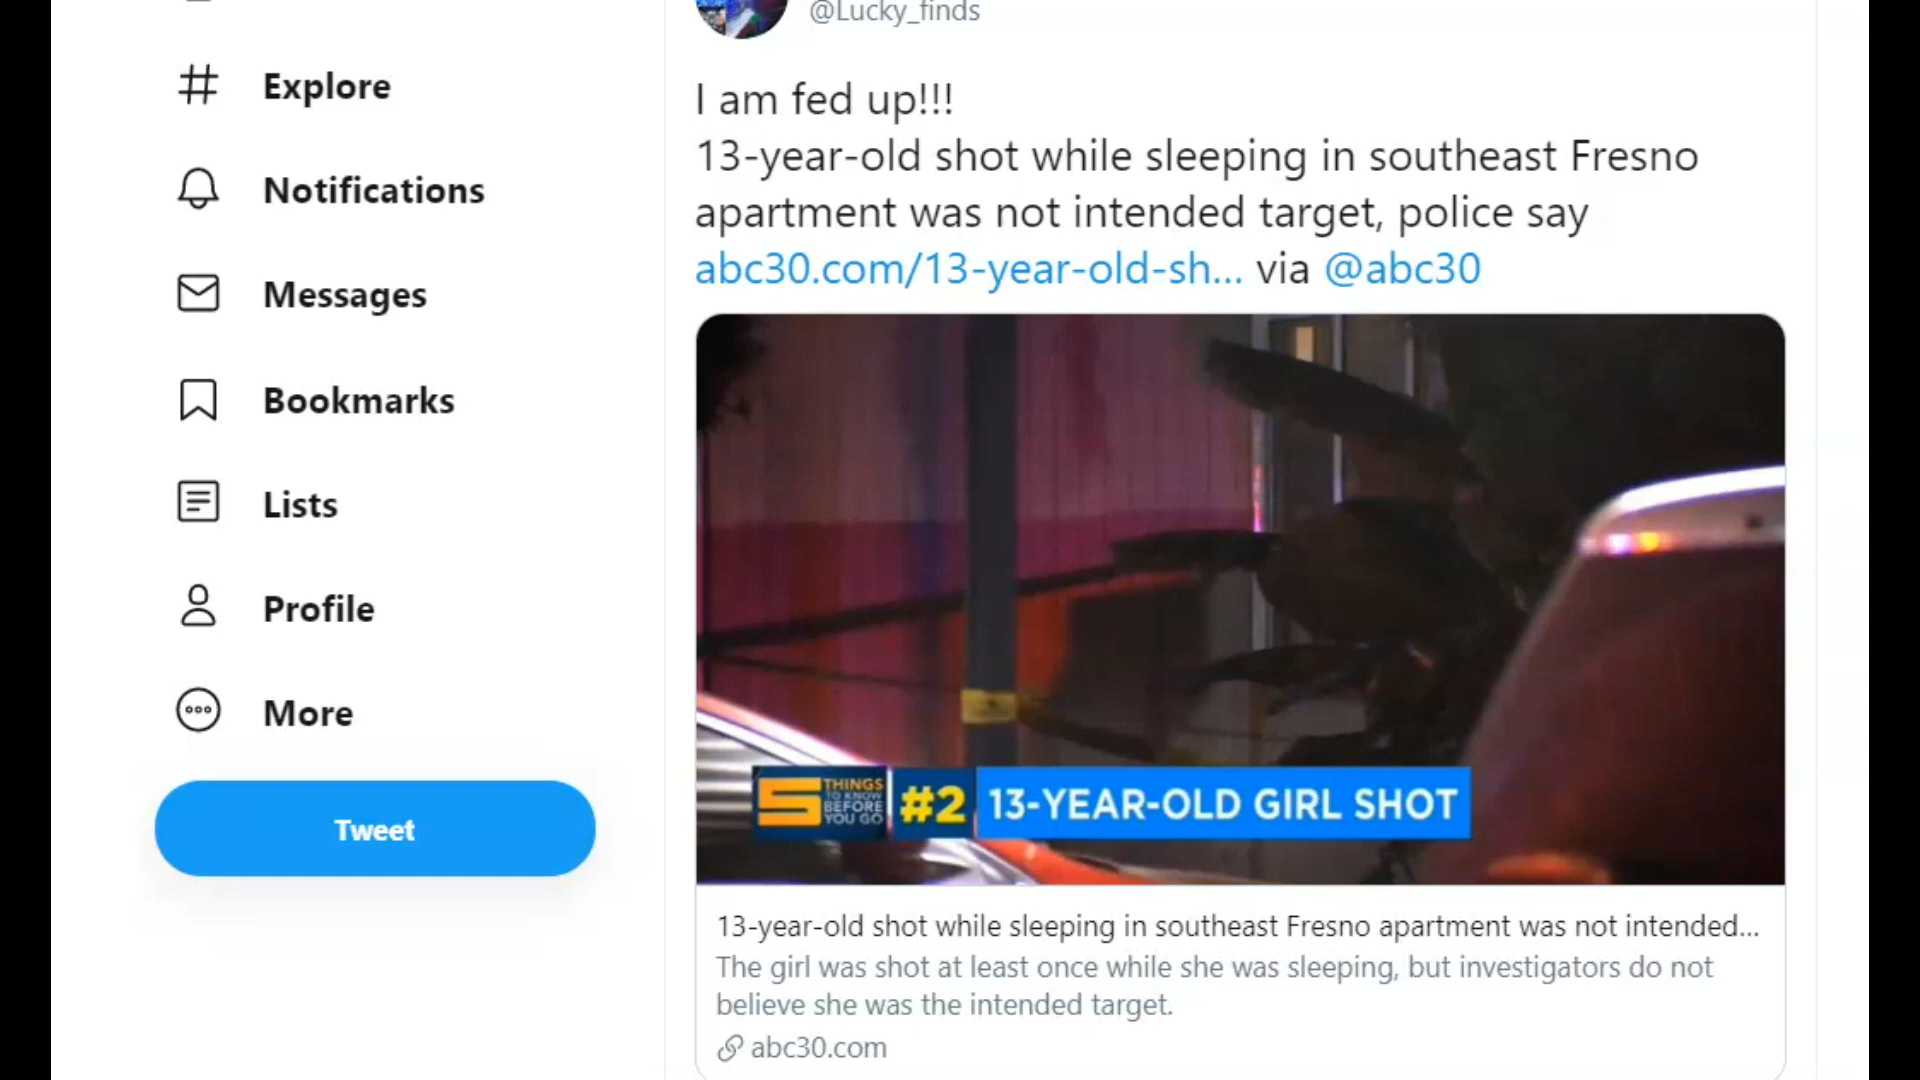 @Lucky_finds
Explore
Notifications
Messages
Bookmarks
Lists
Profile
More
Tweet
I am fed up!!!
13-year-old shot while sleeping in southeast Fresno
apartment was not intended target, police say
abc30.com/13-year-old-sh... via @abc30
5 THINGS
TO KNOW
BEFORE
YOU GO
#2 13-YEAR-OLD GIRL SHOT
13-year-old shot while sleeping in southeast Fresno apartment was not intended...
The girl was shot at least once while she was sleeping, but investigators do not
believe she was the intended target.
abc30.com